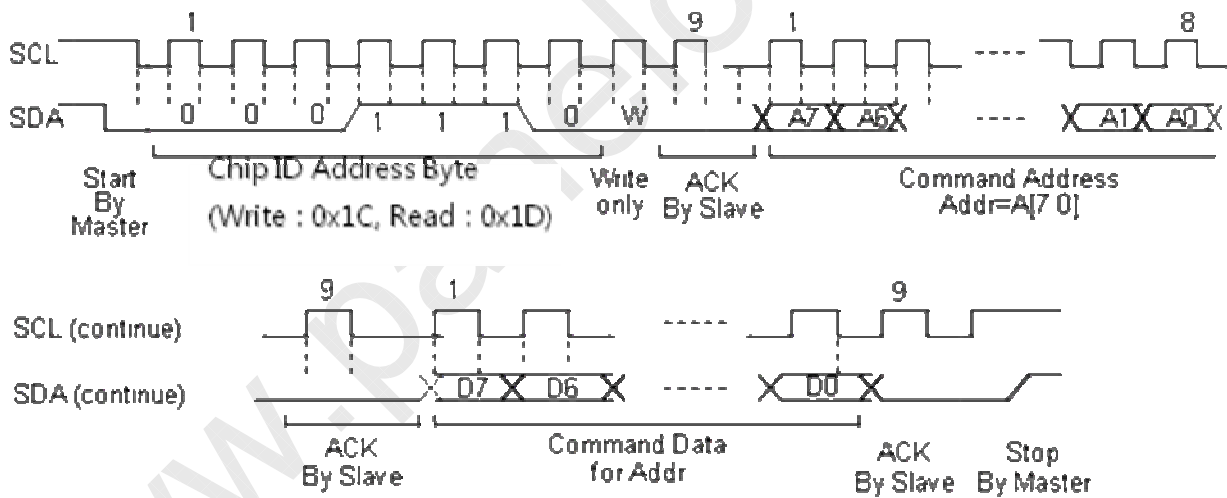 1 9 1 8
SCL
SDA 0 0 0 1 1 1 0 W A7 A6 A1 A0
Start By Master
Chip ID Address Byte
(Write : 0x1C, Read : 0x1D)
Write only
ACK By Slave
Command Address
Addr=A[7 0]
9 1 9
SCL (continue)
SDA (continue) D7 D6 D0
ACK By Slave
Command Data for Addr
ACK By Slave
Stop By Master